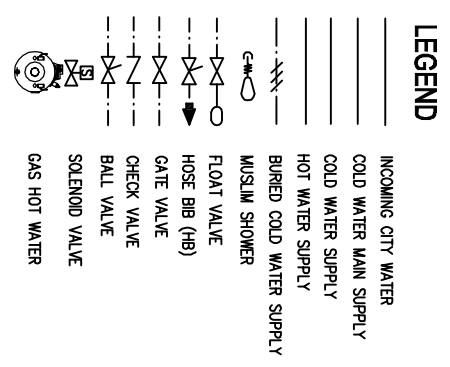 LEGEND
INCOMING CITY WATER
COLD WATER MAIN SUPPLY
COLD WATER SUPPLY
HOT WATER SUPPLY
BURIED COLD WATER SUPPLY
MUSLIM SHOWER
FLOAT VALVE
HOSE BIB (HB)
GATE VALVE
CHECK VALVE
BALL VALVE
S
SOLENOID VALVE
GAS HOT WATER